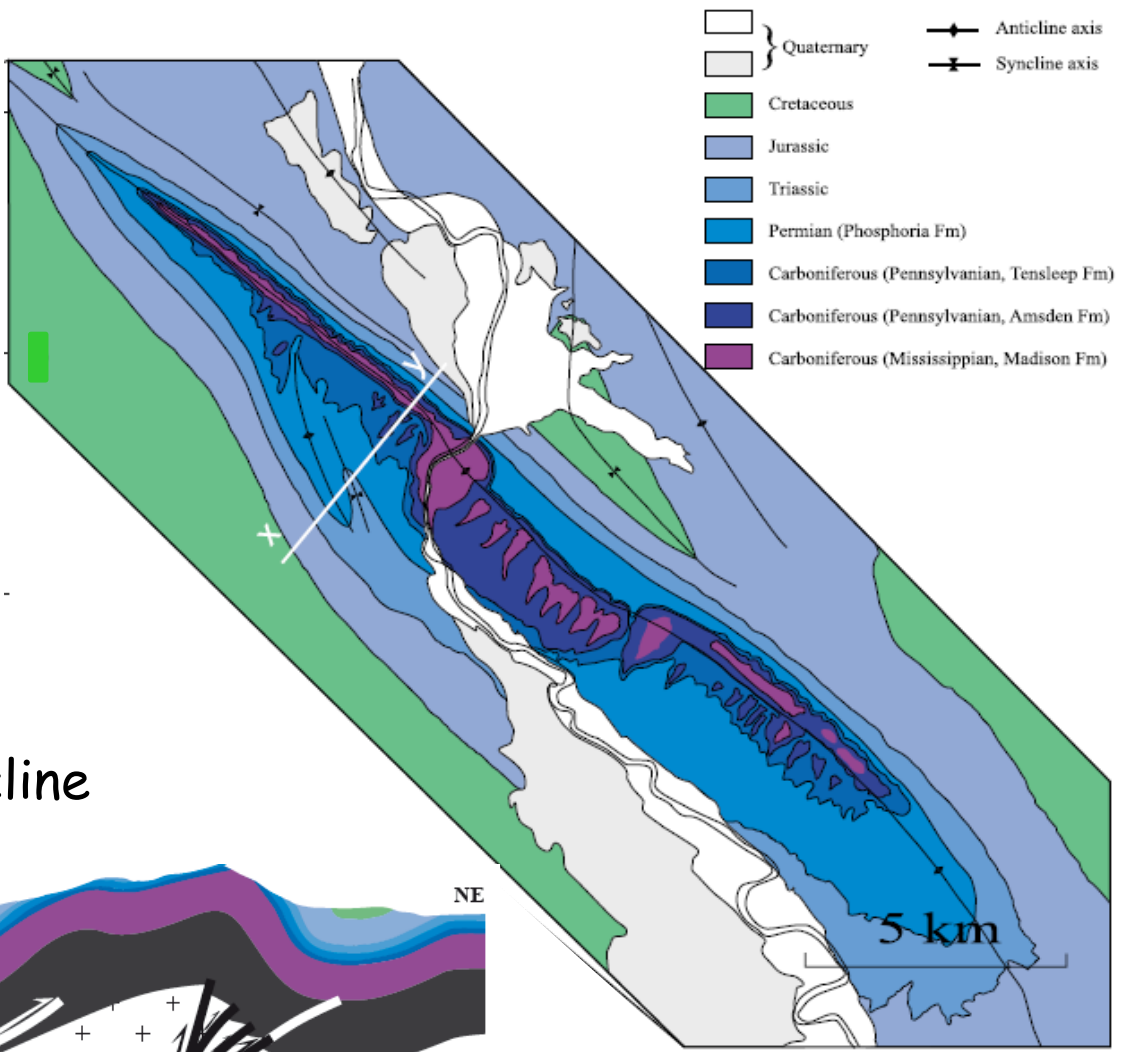 Quaternary
Anticline axis
Syncline axis
Cretaceous
Jurassic
Triassic
Permian (Phosphoria Fm)
Carboniferous (Pennsylvanian, Tensleep Fm)
Carboniferous (Pennsylvanian, Amsden Fm)
Carboniferous (Mississippian, Madison Fm)
y
x
line
NE
5 km